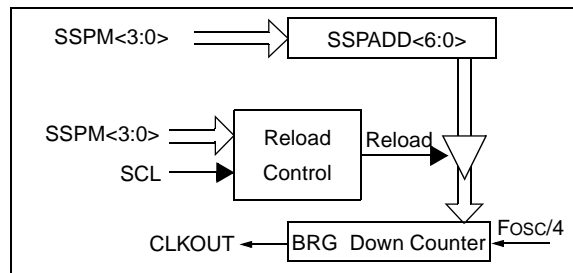 SSPM<3:0>
SSPADD<6:0>
SSPM<3:0>
SCL
Reload
Control
Reload
CLKOUT
BRG Down Counter
FOSC/4